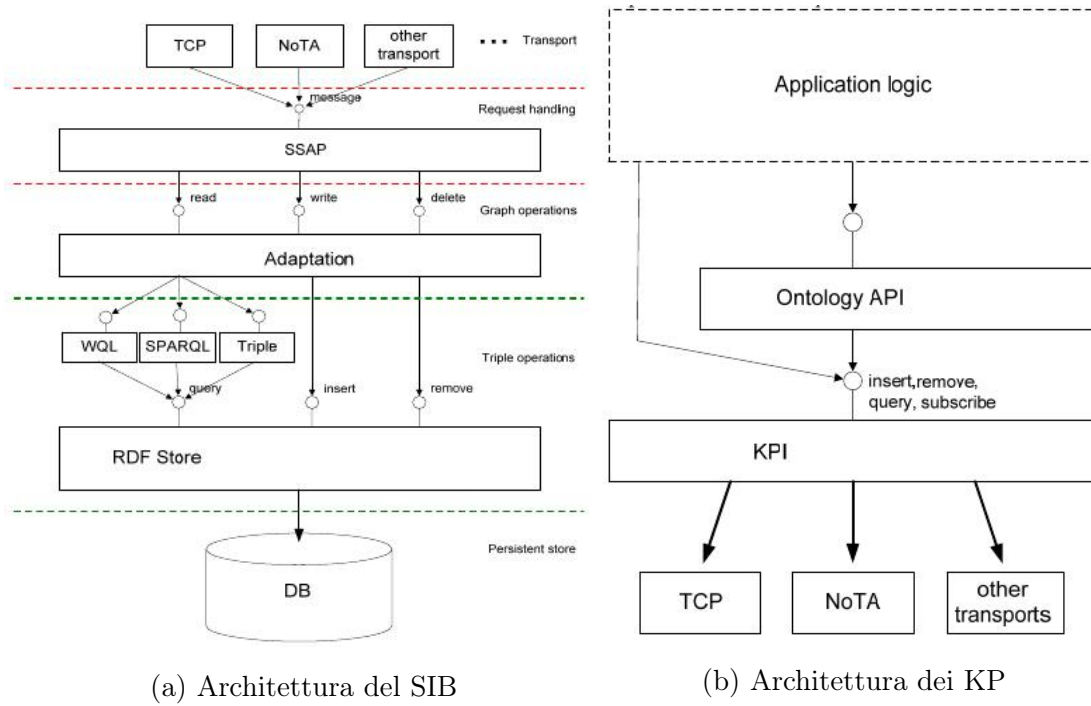 TCP
NoTA
other
transport
Transport
message
Request handling
SSAP
read
write
delete
Graph operations
Adaptation
WQL
SPARQL
Triple
Triple operations
query
insert
remove
RDF Store
Persistent store
DB
(a) Architettura del SIB
Application logic
Ontology API
insert,remove,
query, subscribe
KPI
TCP
NoTA
other
transports
(b) Architettura dei KP